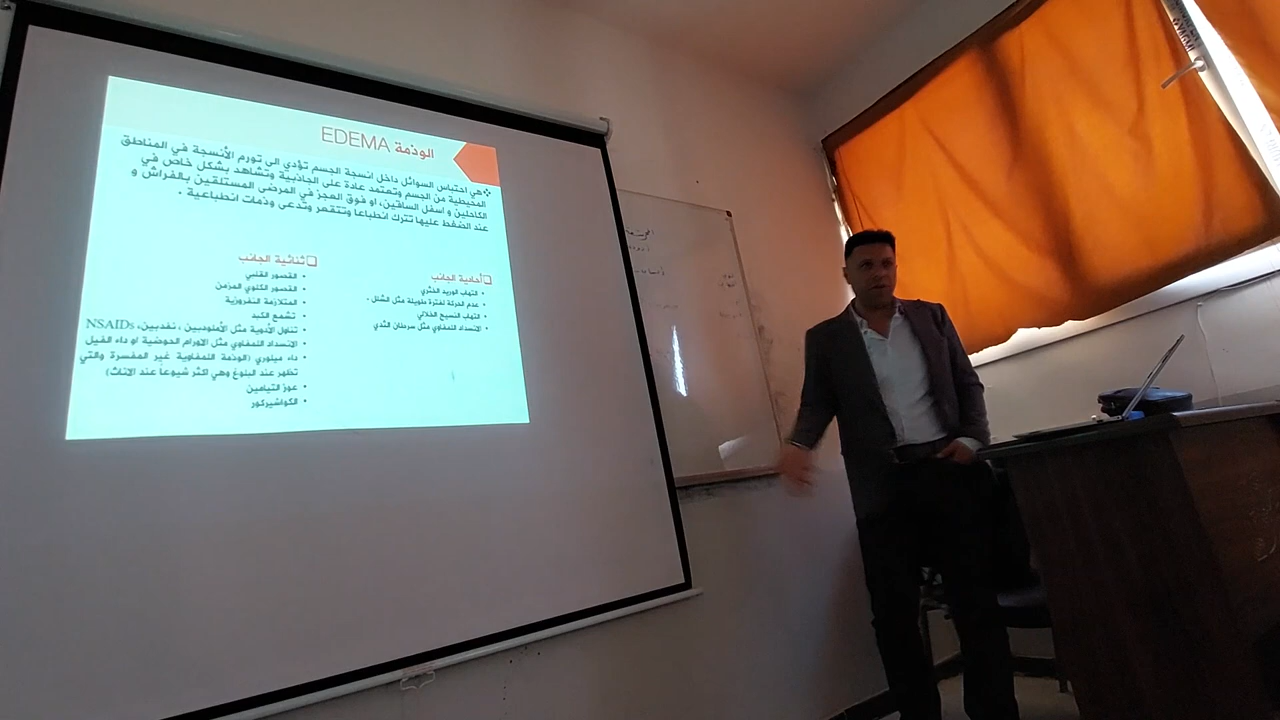 الوذمة EDEMA
هي احتباس السوائل داخل انسجة الجسم تؤدي الى تورم الأنسجة في المناطق
المحيطية من الجسم وتعتمد عادة على الجاذبية وتشاهد بشكل خاص في
الكاحلين و اسفل الساقين، او فوق العجز في المرضى المستلقين بالفراش و
عند الضغط عليها تترك انطباعا وتتقعر وتدعى وذمات انطباعية .
أحادية الجانب
التهاب الوريد الخثري
عدم الحركة لفترة طويلة مثل الشلل .
التهاب النسيج الخلالي
الانسداد اللمفاوي مثل سرطان الثدي
ثنائية الجانب
القصور القلبي
القصور الكلوي المزمن
المتلازمة النفروزية
تشمع الكبد
تناول الأدوية مثل الأملودبين ، نفدبين، NSAIDs
الانسداد اللمفاوي مثل الاورام الحوضية او داء الفيل
داء ميلوري (الوذمة اللمفاوية غير المفسرة والتي
تظهر عند البلوغ وهي اكثر شيوعاً عند الاناث)
عوز التيامين
الكواشيركور